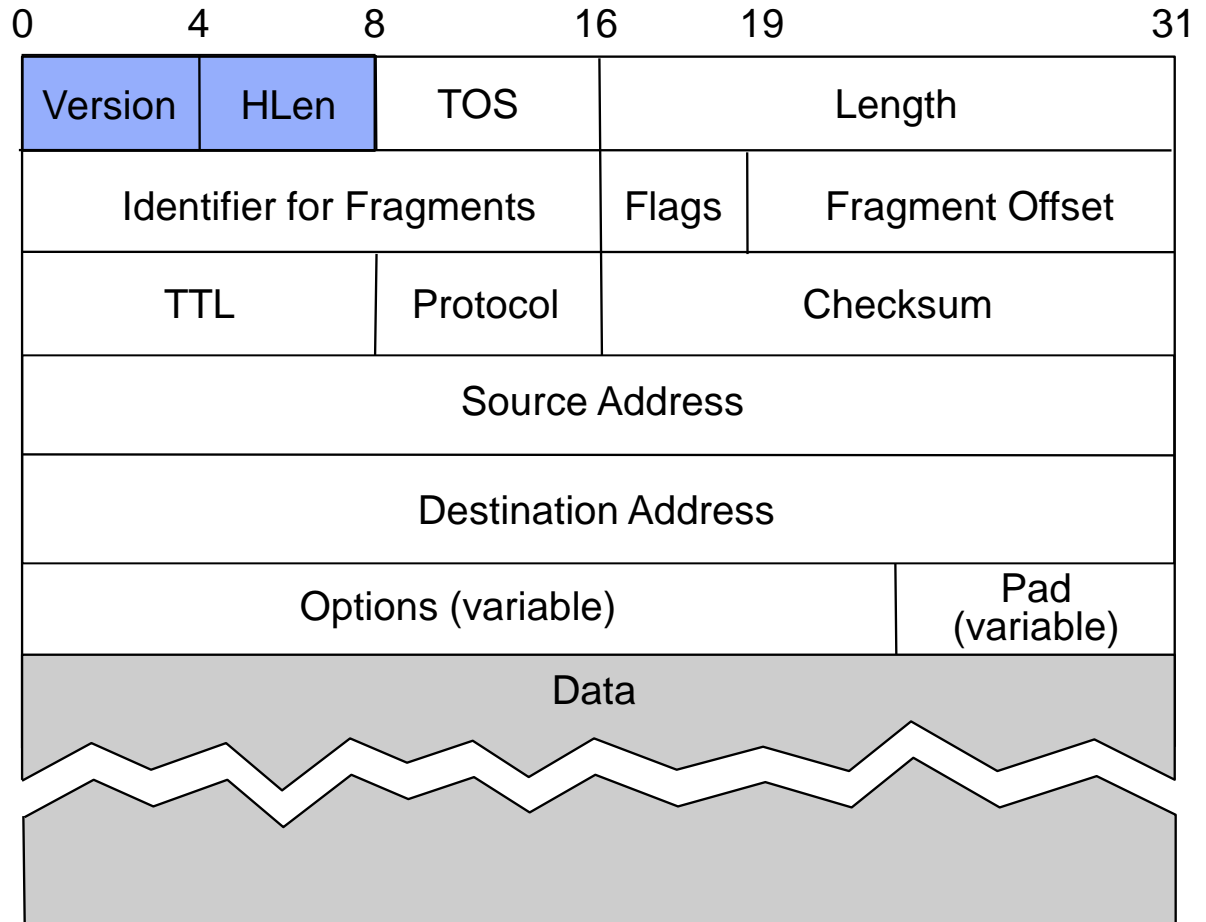 0 4 8 16 19 31
Version HLen TOS Length
Identifier for Fragments Flags Fragment Offset
TTL Protocol Checksum
Source Address
Destination Address
Options (variable) Pad
(variable)
Data